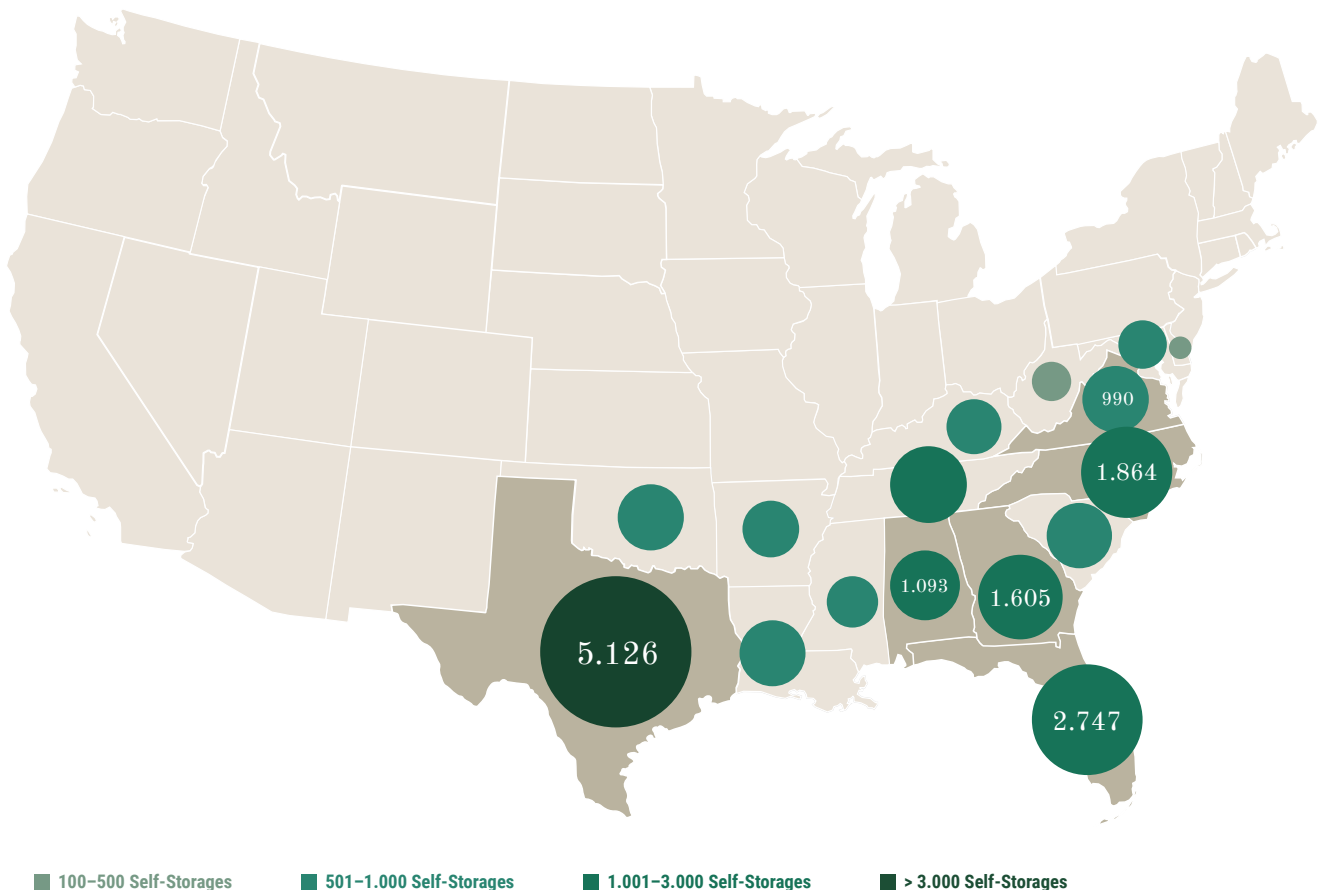 990
1.864
1.093
1.605
5.126
2.747
100–500 Self-Storages
501–1.000 Self-Storages
1.001–3.000 Self-Storages
> 3.000 Self-Storages